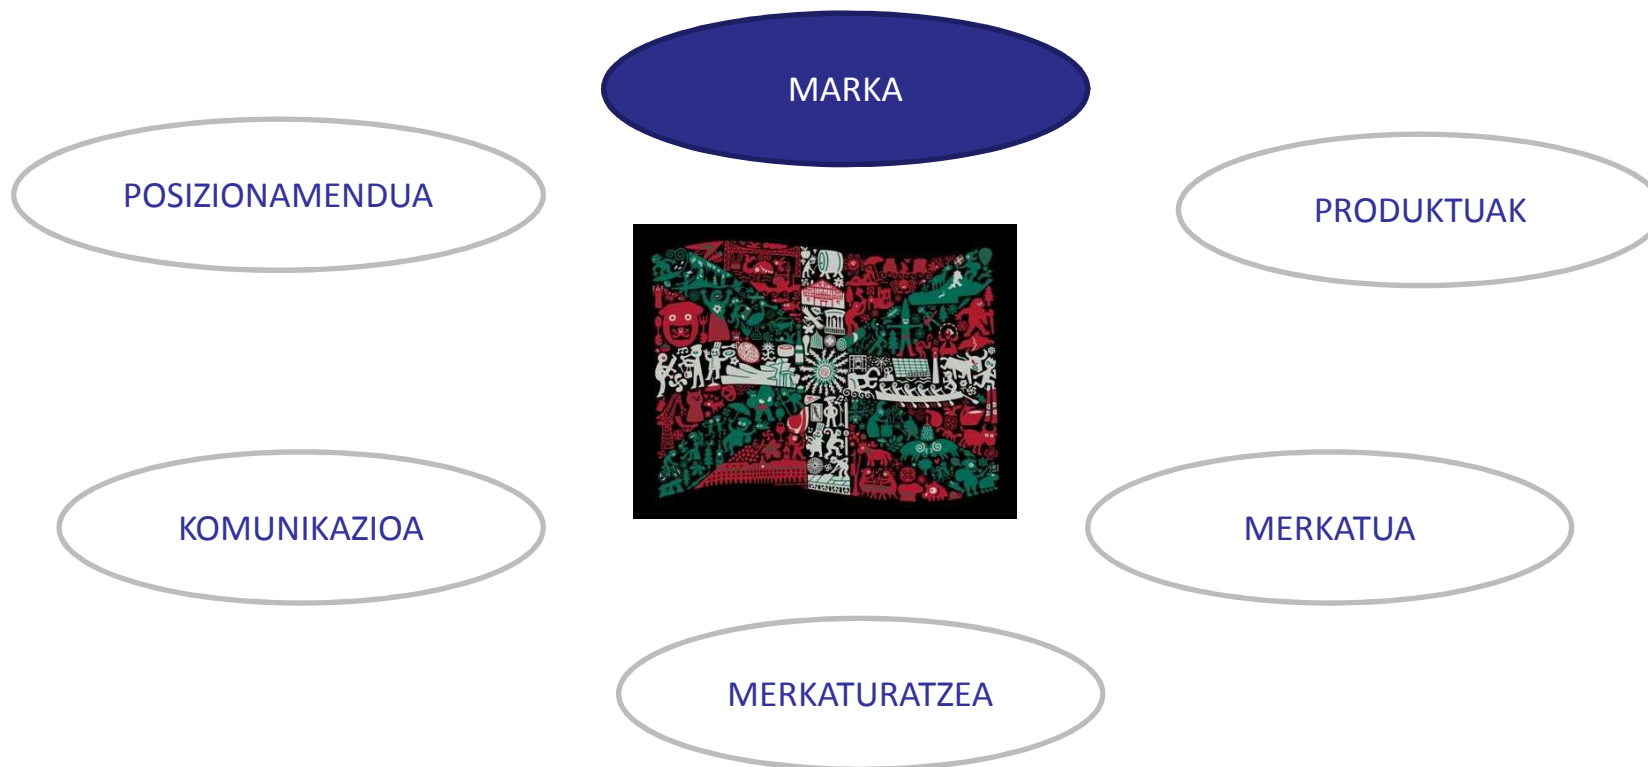 MARKA
POSIZIONAMENDUA
PRODUKTUAK
KOMUNIKAZIOA
MERKATUA
MERKATURATZEA